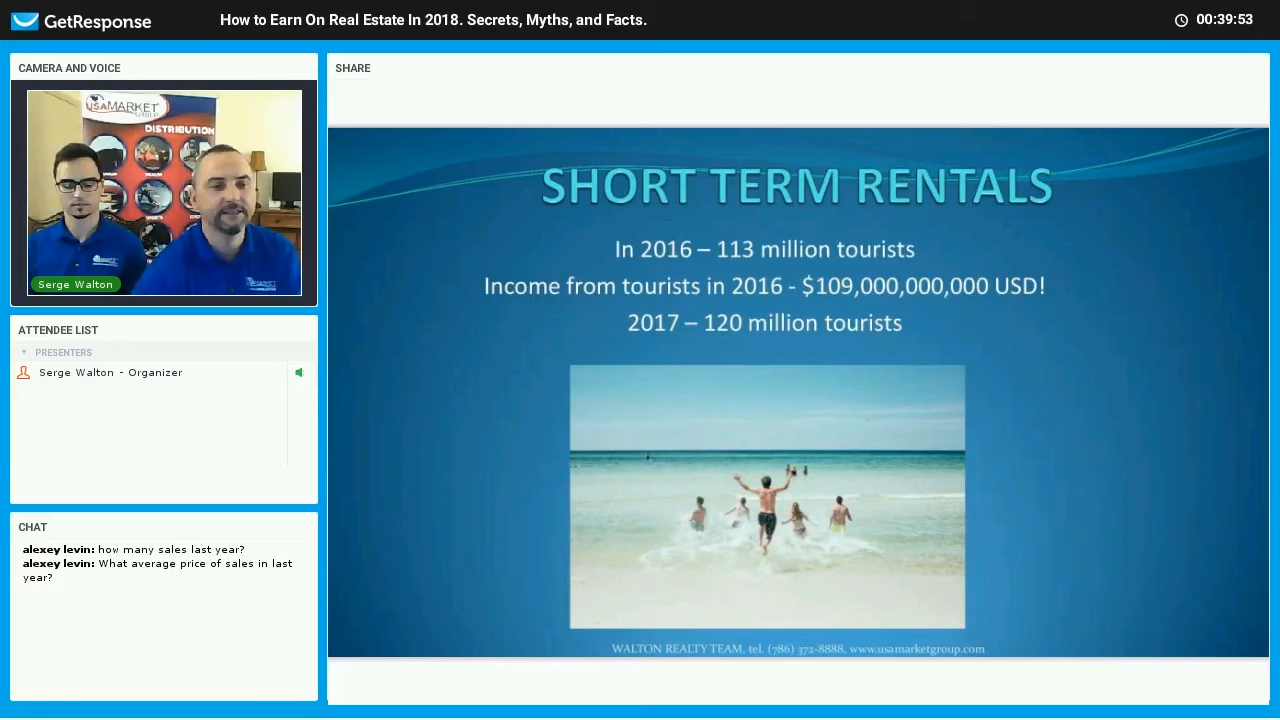 GetResponse
How to Earn On Real Estate In 2018. Secrets, Myths, and Facts.
00:39:53
CAMERA AND VOICE
USAMARKET
GROUP
DISTRIBUTION
Serge Walton
ATTENDEE LIST
PRESENTERS
Serge Walton - Organizer
CHAT
alexey levin: how many sales last year?
alexey levin: What average price of sales in last
year?
SHARE
SHORT TERM RENTALS
In 2016 – 113 million tourists
Income from tourists in 2016 - $109,000,000,000 USD!
2017 – 120 million tourists
WALTON REALTY TEAM, tel. (786) 372-8888, www.usamarketgroup.com